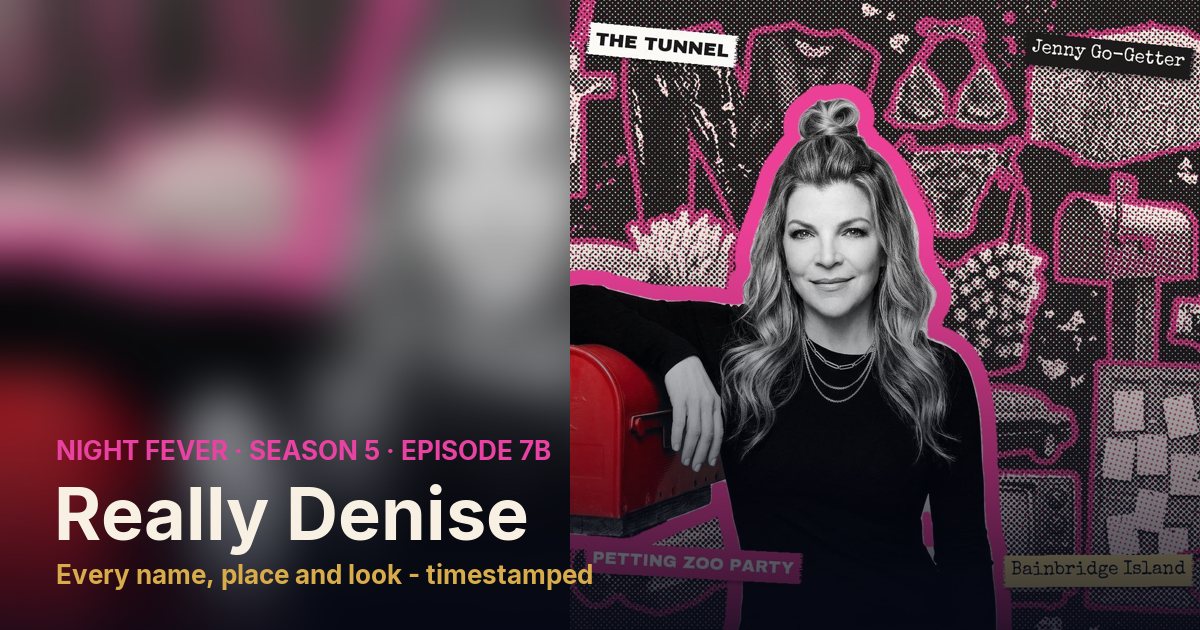 THE TUNNEL
Jenny Go-Getter
NIGHT FEVER · SEASON 5 · EPISODE 7B
Really Denise
Every name, place and look - timestamped
PETTING ZOO PARTY
Bainbridge Island